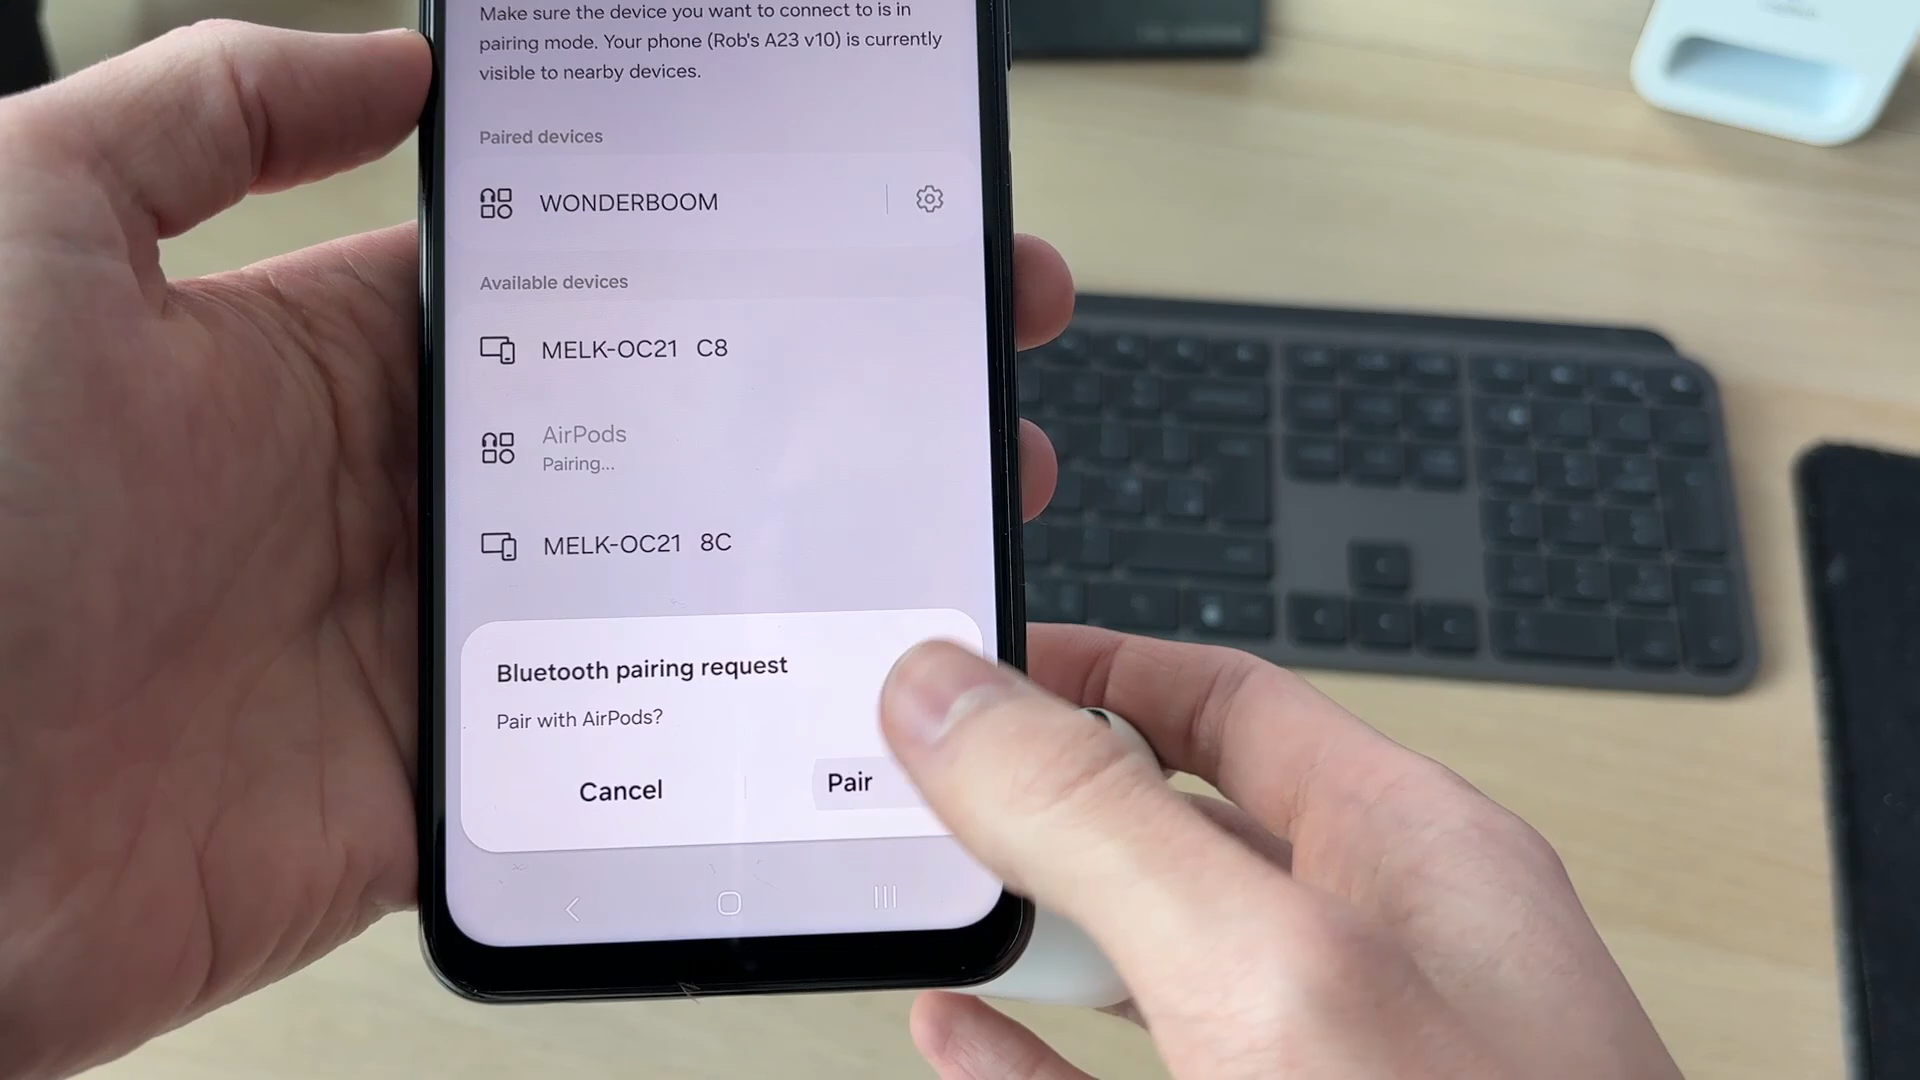 Make sure the device you want to connect to is in
pairing mode. Your phone (Rob's A23 v10) is currently
visible to nearby devices.
Paired devices
WONDERBOOM
Available devices
MELK-OC21 C8
AirPods
Pairing...
MELK-OC21 8C
Bluetooth pairing request
Pair with AirPods?
Cancel
Pair